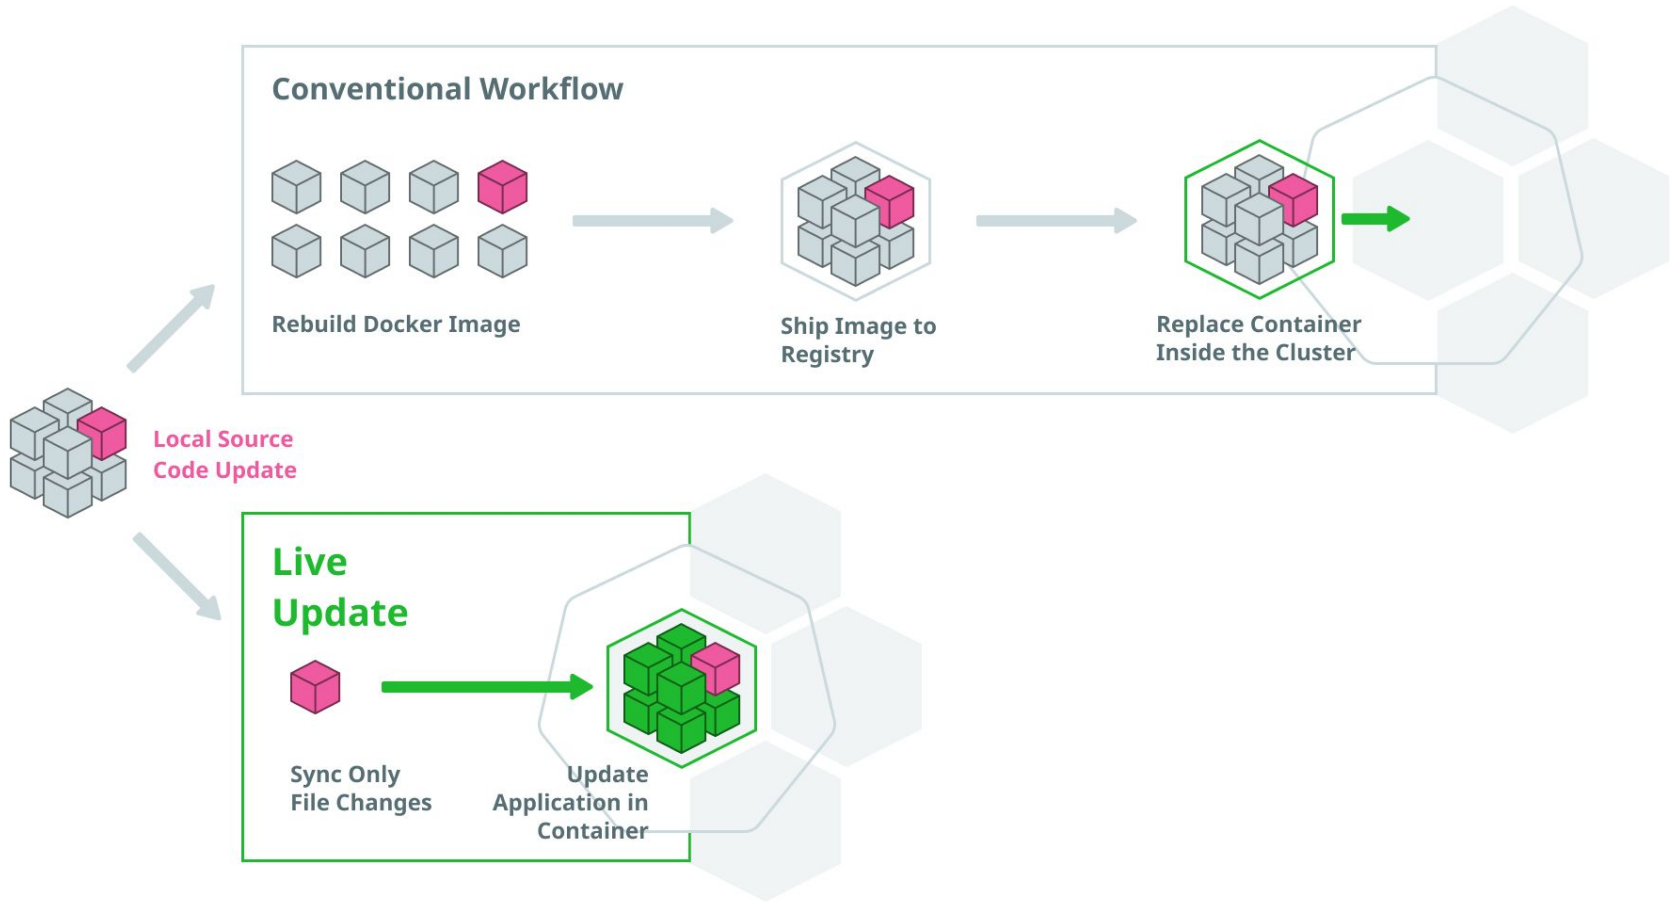 Conventional Workflow
Rebuild Docker Image
Ship Image to
Registry
Replace Container
Inside the Cluster
Local Source
Code Update
Live
Update
Sync Only
File Changes
Update
Application in
Container